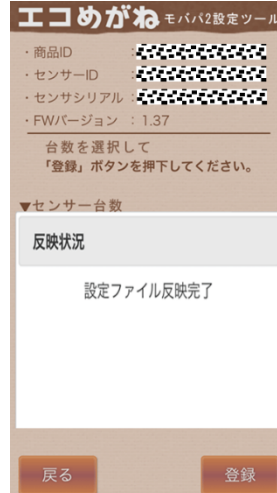 エコめがね モバパ2設定ツール
・商品ID :
・センサーID :
・センサシリアル :
・FWバージョン : 1.37
台数を選択して
「登録」ボタンを押下してください。
▼センサー台数
反映状況
設定ファイル反映完了
戻る 登録